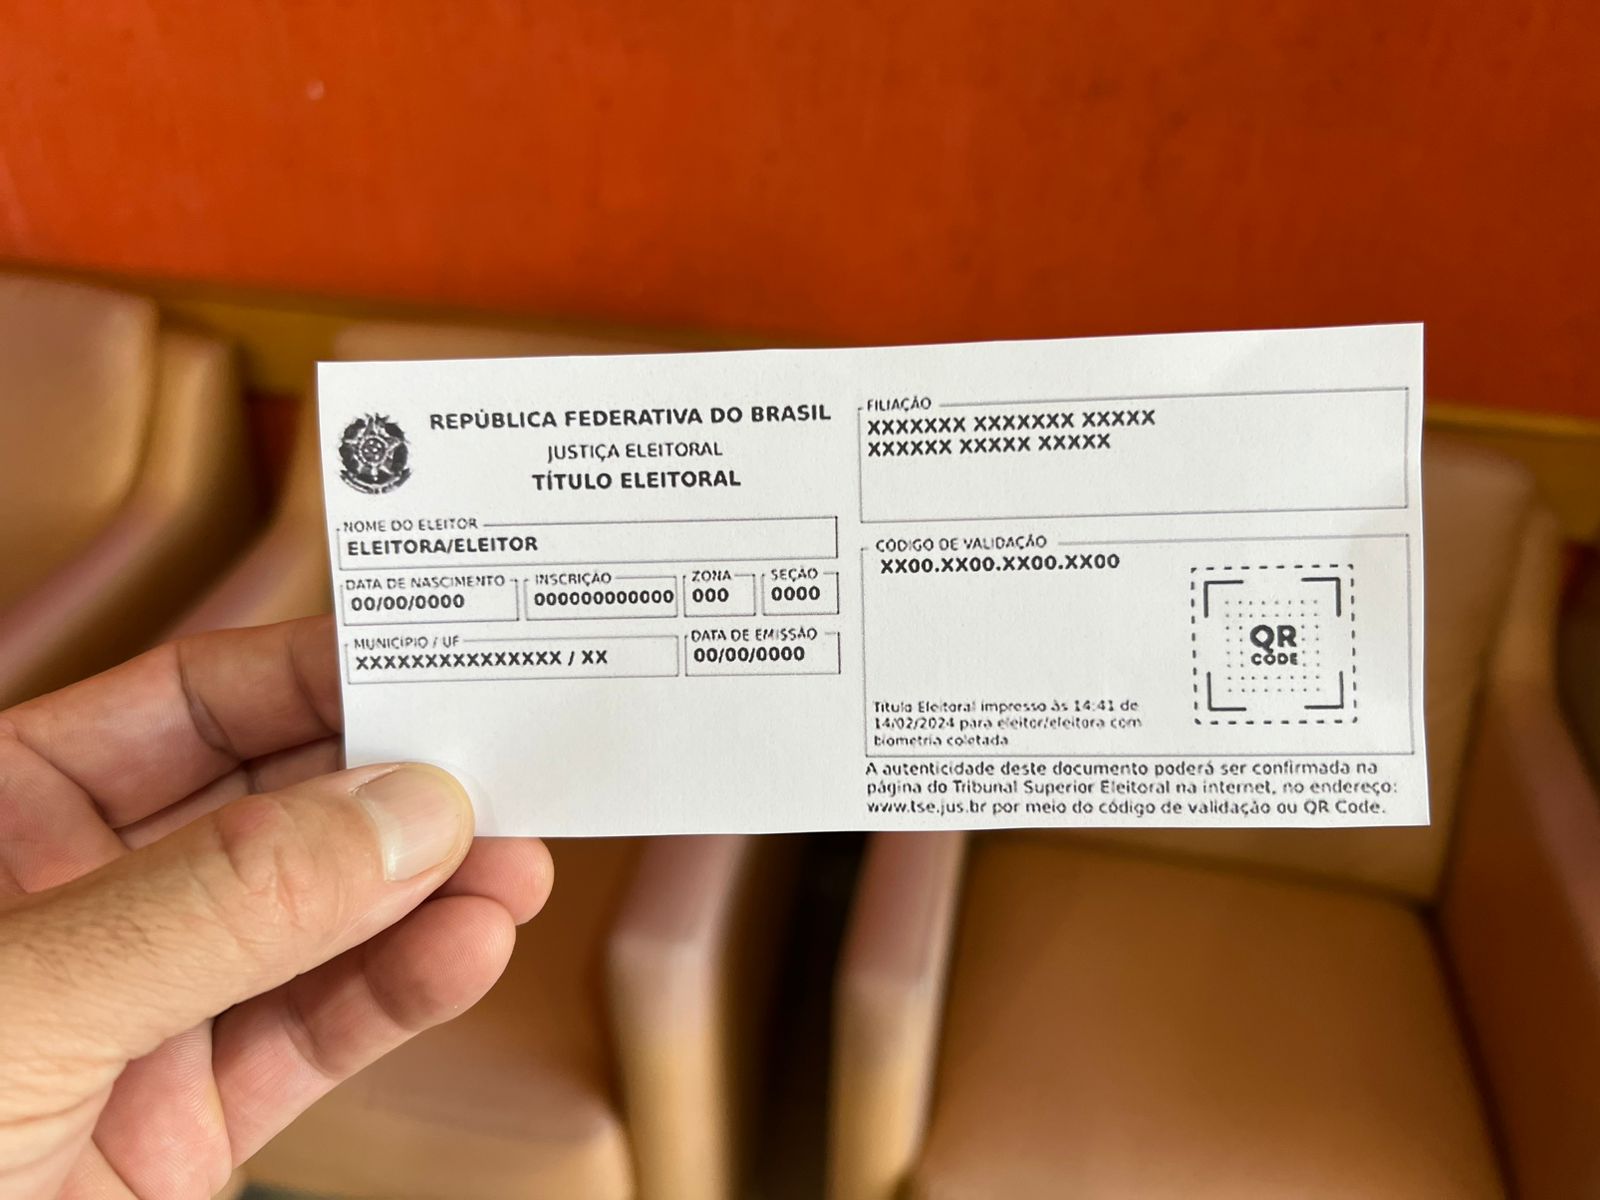 REPÚBLICA FEDERATIVA DO BRASIL
JUSTIÇA ELEITORAL
TÍTULO ELEITORAL
NOME DO ELEITOR
ELEITORA/ELEITOR
DATA DE NASCIMENTO
00/00/0000
INSCRIÇÃO
000000000000
ZONA
000
SEÇÃO
0000
MUNICÍPIO / UF
XXXXXXXXXXXXXXX / XX
DATA DE EMISSÃO
00/00/0000
FILIAÇÃO
XXXXXXX XXXXXXX XXXXX
XXXXXX XXXXX XXXXX
CÓDIGO DE VALIDAÇÃO
XX00.XX00.XX00.XX00
QR
CODE
Título Eleitoral impresso às 14:41 de
14/02/2024 para eleitor/eleitora com
biometria coletada
A autenticidade deste documento poderá ser confirmada na
página do Tribunal Superior Eleitoral na internet, no endereço:
www.tse.jus.br por meio do código de validação ou QR Code.